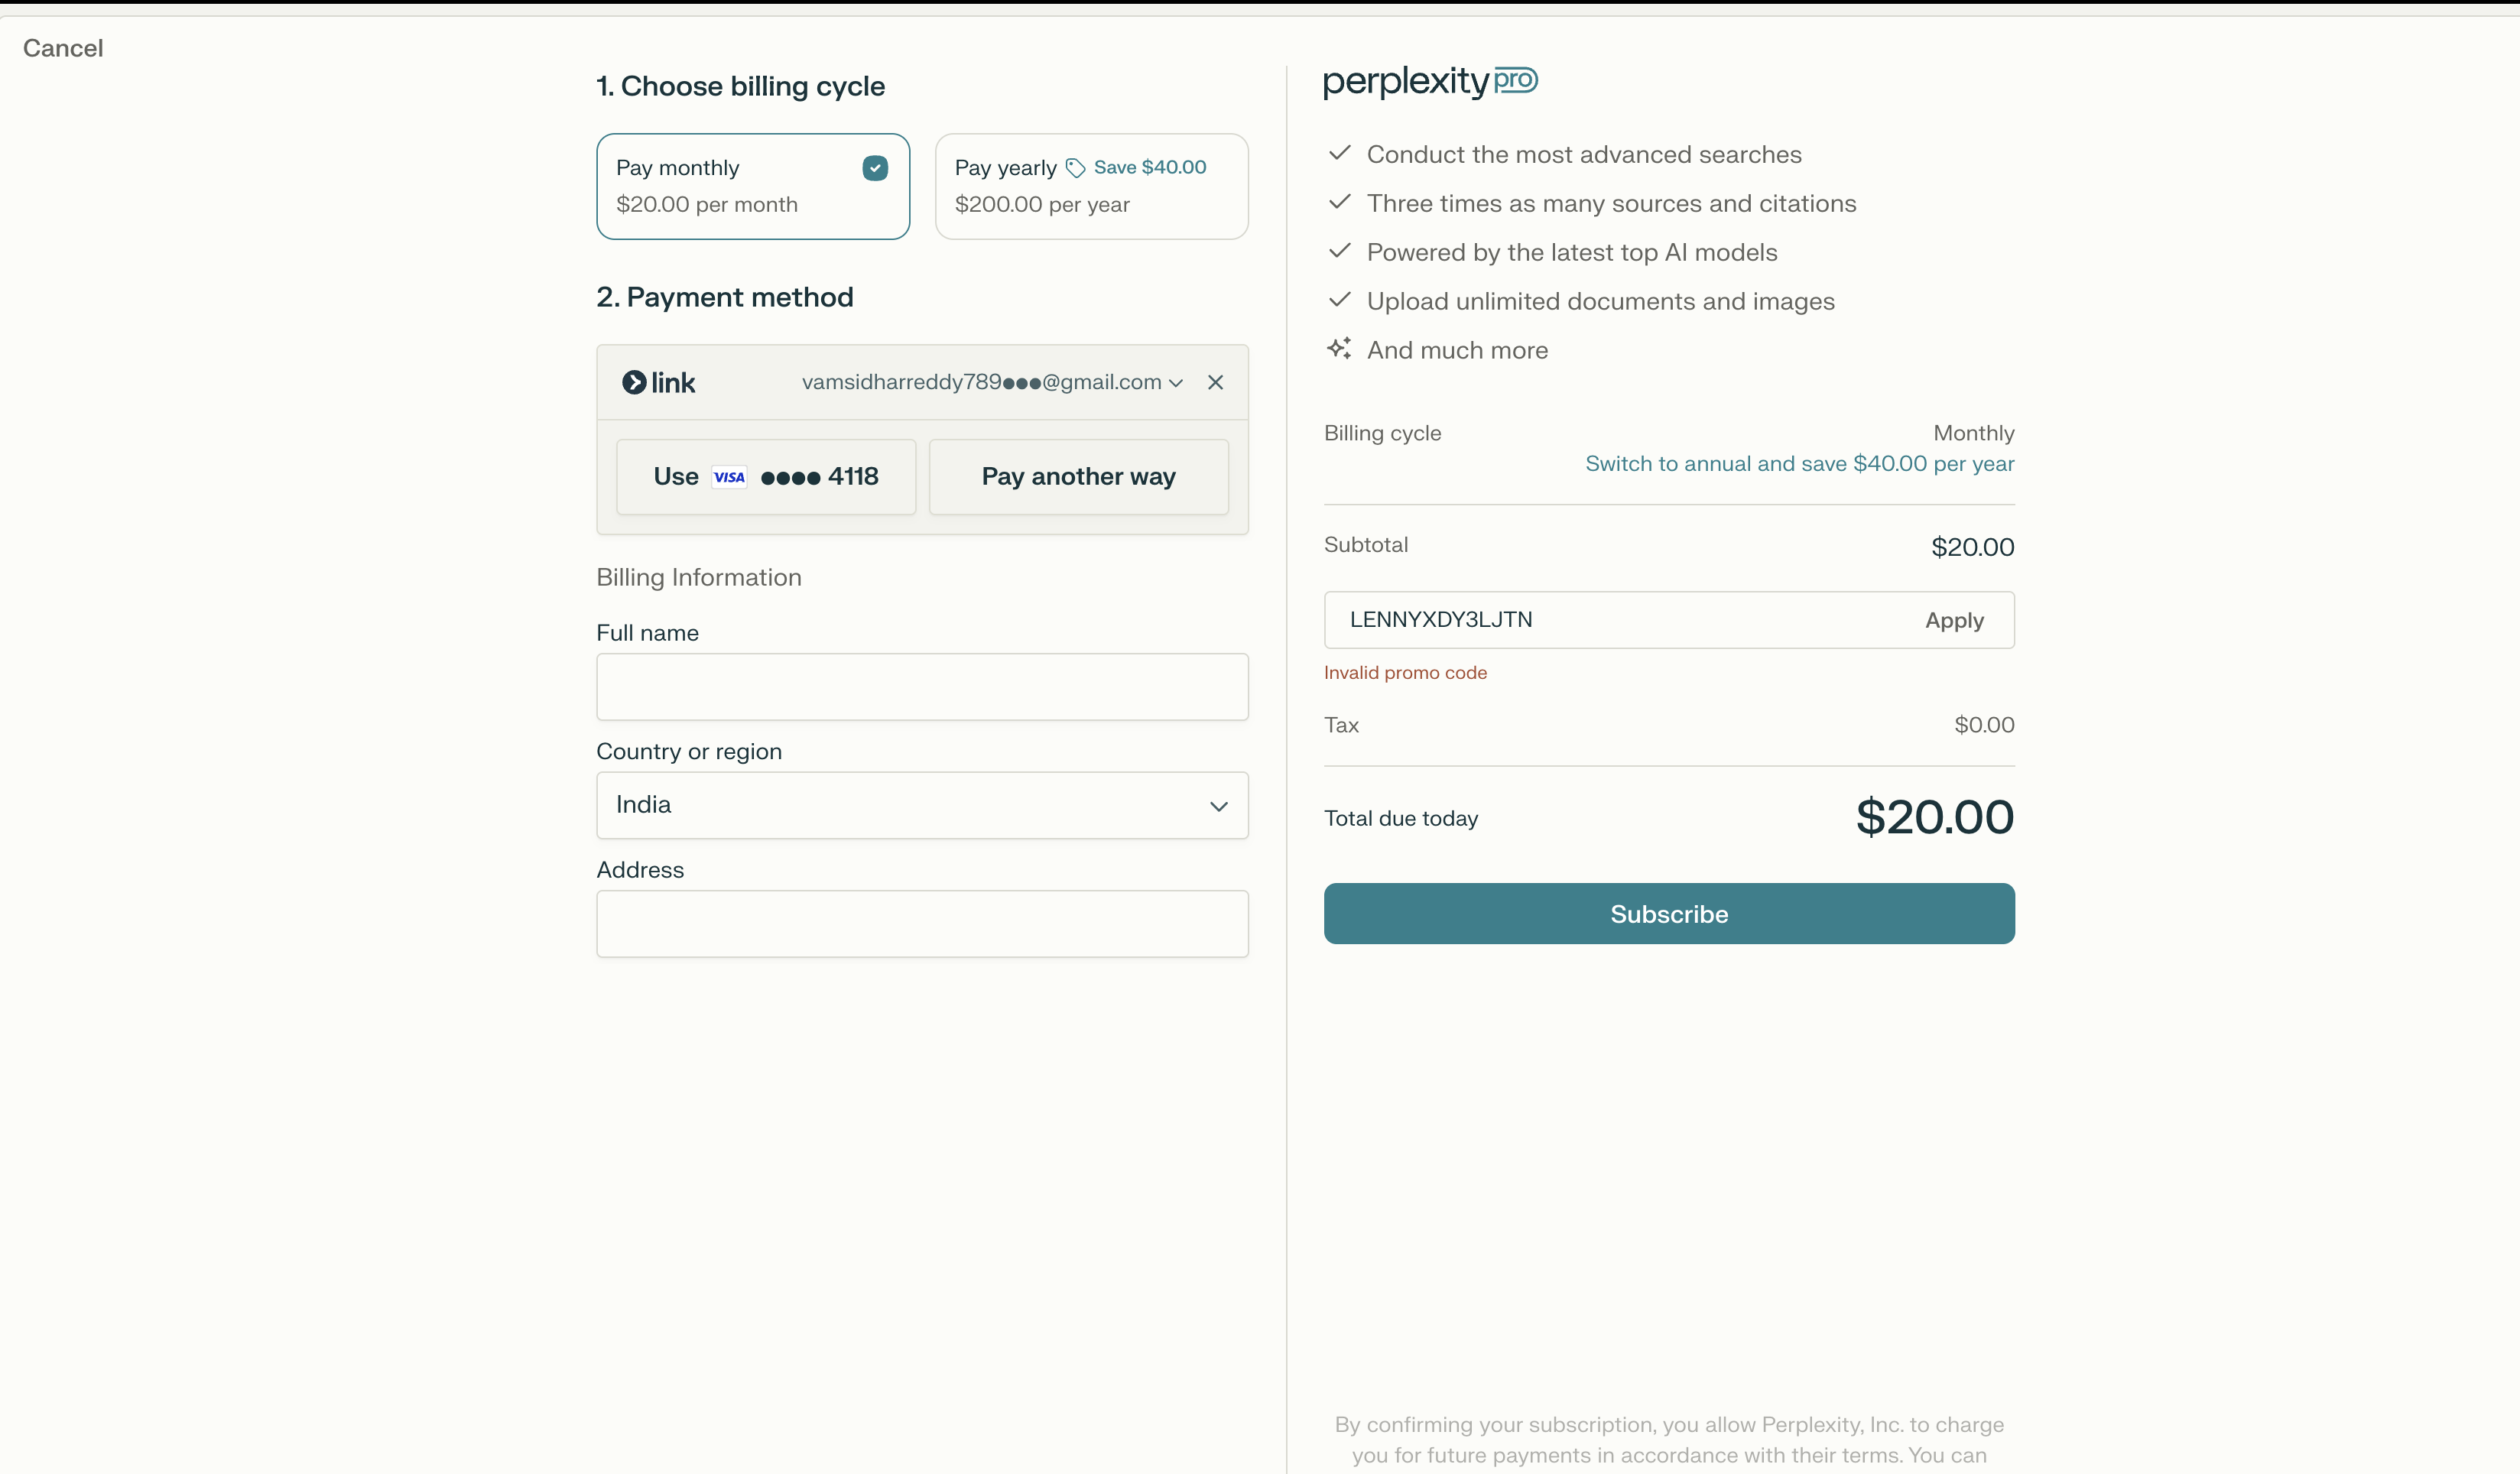 Cancel
1. Choose billing cycle
Pay monthly
$20.00 per month
Pay yearly Save $40.00
$200.00 per year
2. Payment method
link vamsidharreddy789●●●@gmail.com
Use VISA ●●●● 4118
Pay another way
Billing Information
Full name
Country or region
India
Address
perplexity pro
Conduct the most advanced searches
Three times as many sources and citations
Powered by the latest top AI models
Upload unlimited documents and images
And much more
Billing cycle Monthly
Switch to annual and save $40.00 per year
Subtotal $20.00
LENNYXDY3LJTN Apply
Invalid promo code
Tax $0.00
Total due today $20.00
Subscribe
By confirming your subscription, you allow Perplexity, Inc. to charge
you for future payments in accordance with their terms. You can